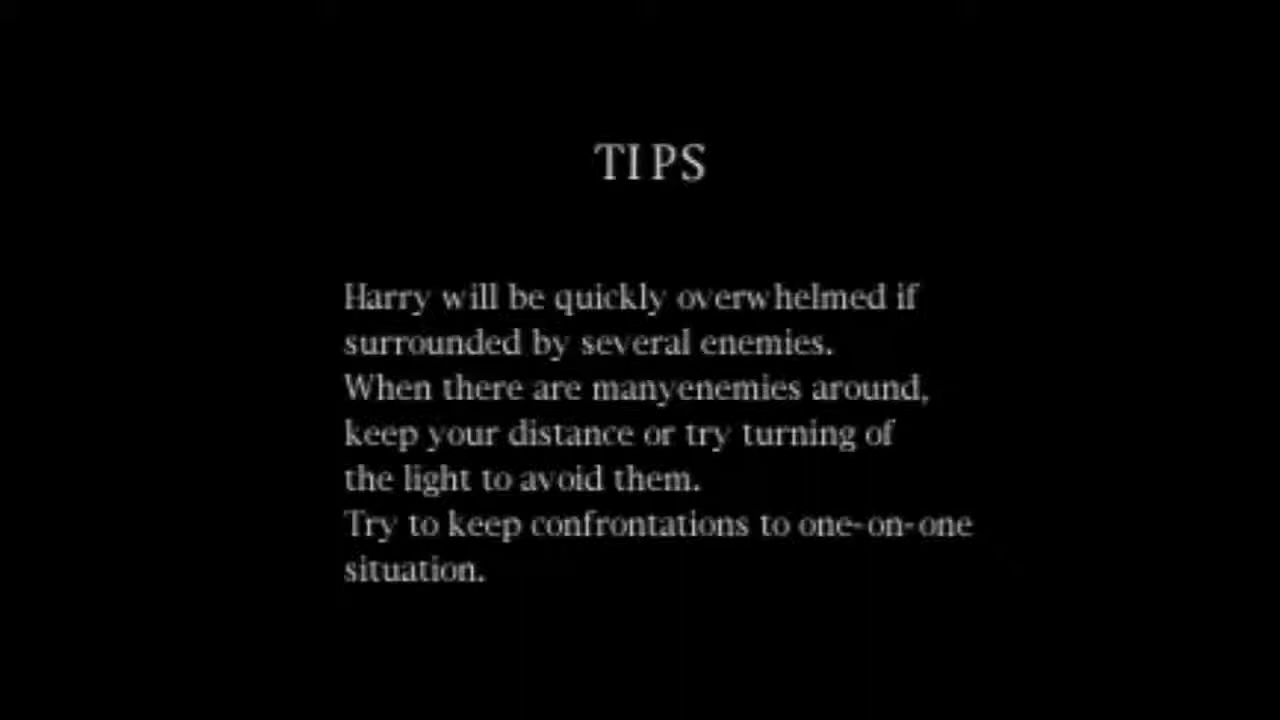 TIPS
Harry will be quickly overwhelmed if
surrounded by several enemies.
When there are manyenemies around,
keep your distance or try turning of
the light to avoid them.
Try to keep confrontations to one-on-one
situation.